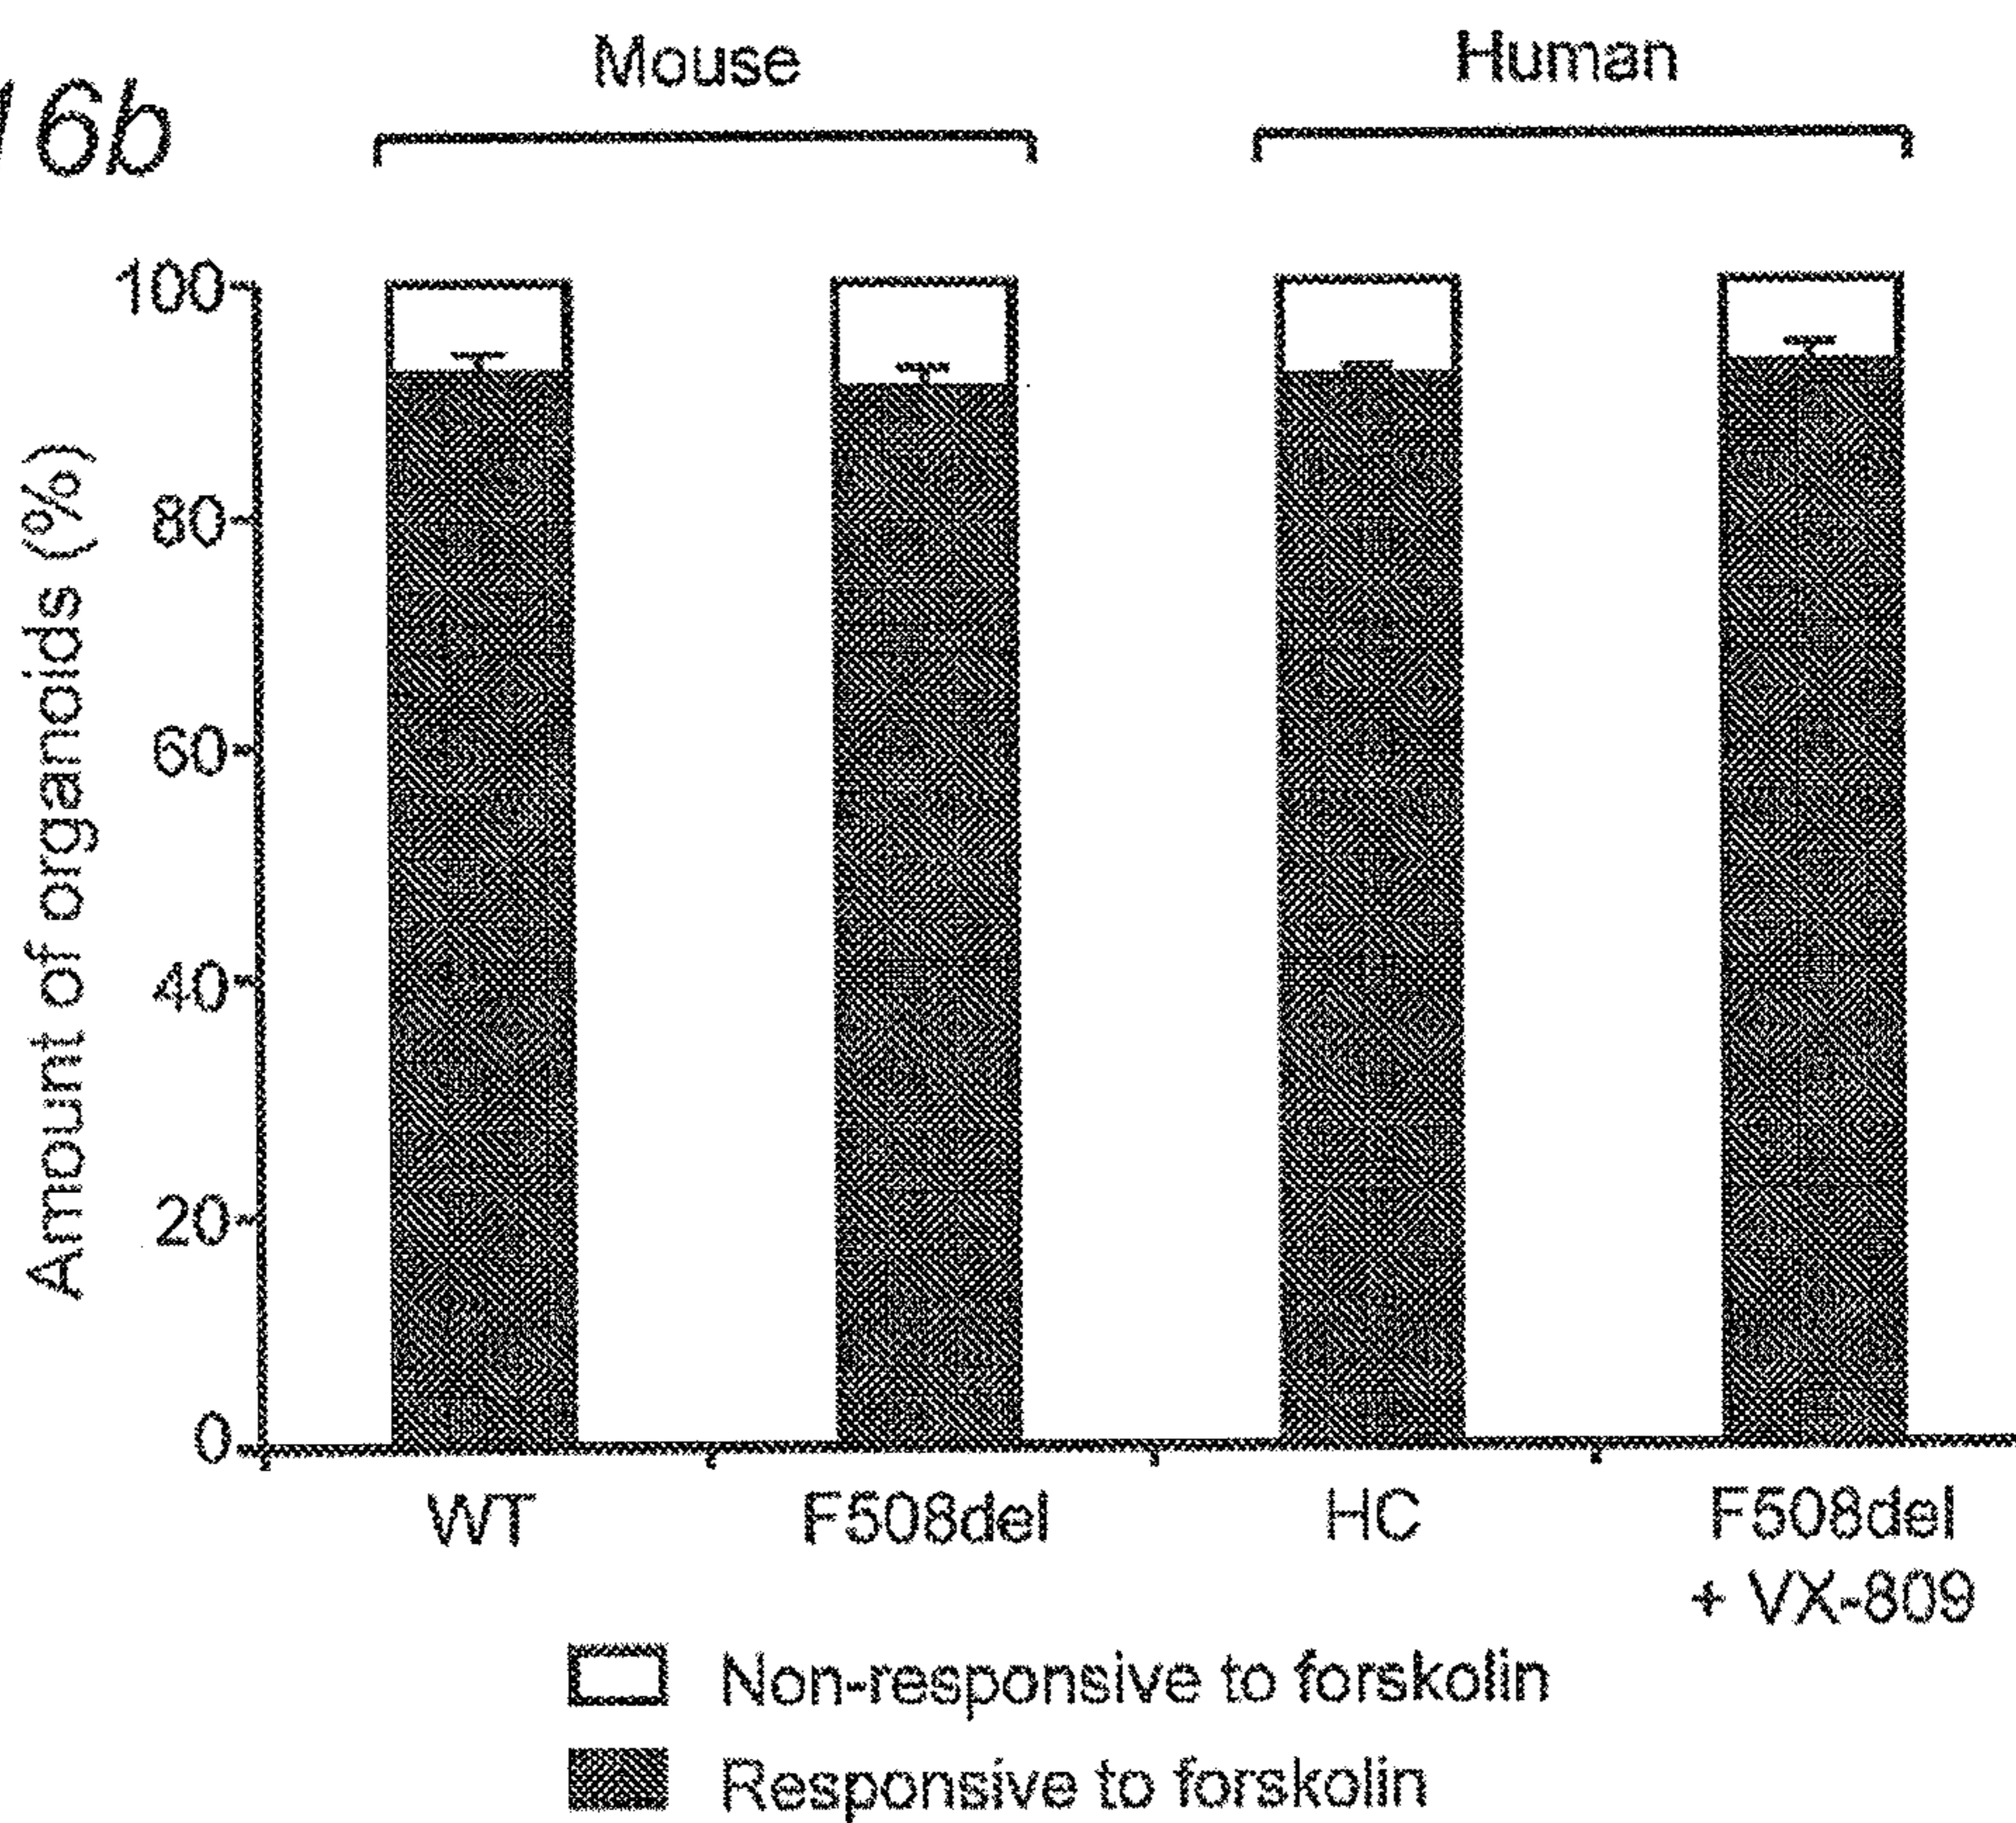 16b
Mouse
Human
100
80
60
40
20
0
Amount of organoids (%)
WT
F508del
HC
F508del
+ VX-809
Non-responsive to forskolin
Responsive to forskolin